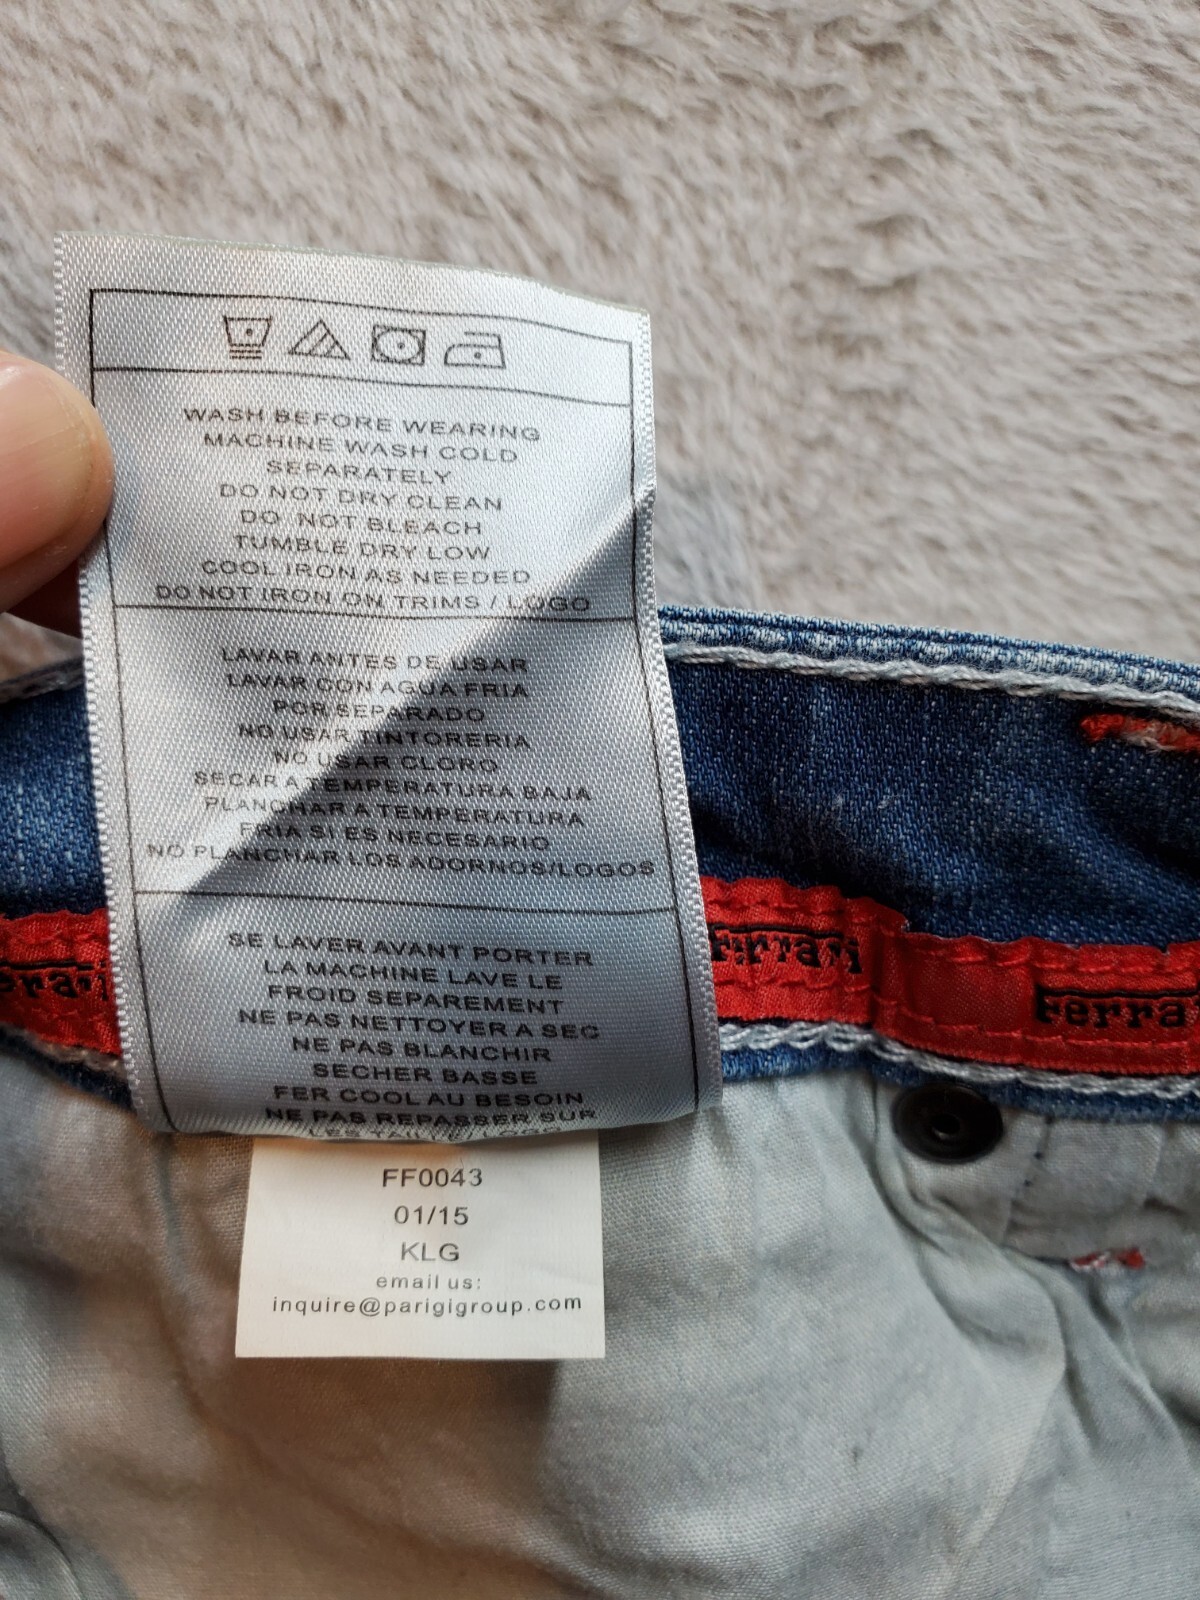 WASH BEFORE WEARING
MACHINE WASH COLD
SEPARATELY
DO NOT DRY CLEAN
DO NOT BLEACH
TUMBLE DRY LOW
COOL IRON AS NEEDED
DO NOT IRON ON TRIMS / LOGO
LAVAR ANTES DE USAR
LAVAR CON AGUA FRIA
POR SEPARADO
NO USAR TINTORERIA
NO USAR CLORO
SECAR A TEMPERATURA BAJA
PLANCHAR A TEMPERATURA
FRIA SI ES NECESARIO
NO PLANCHAR LOS ADORNOS/LOGOS
SE LAVER AVANT PORTER
LA MACHINE LAVE LE
FROID SEPAREMENT
NE PAS NETTOYER A SEC
NE PAS BLANCHIR
SECHER BASSE
FER COOL AU BESOIN
NE PAS REPASSER SUR
LES
FF0043
01/15
KLG
email us:
inquire@parigigroup.com
Ferrari
Ferra